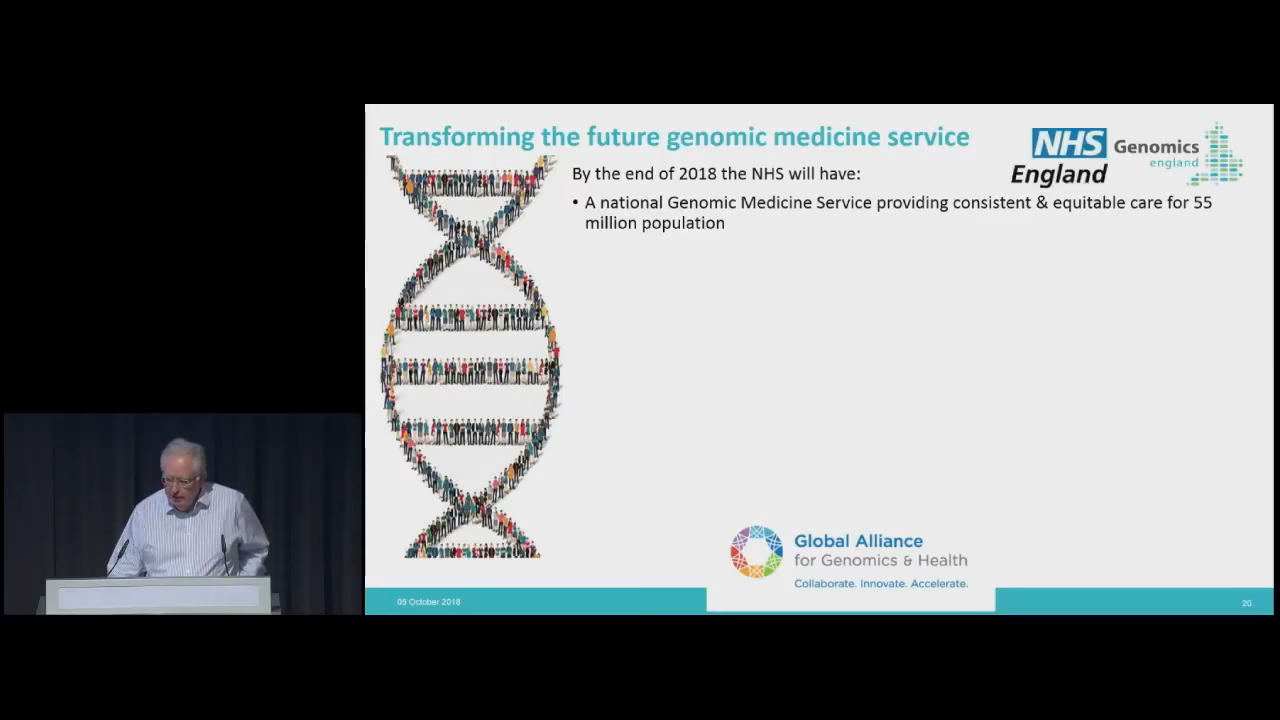 Transforming the future genomic medicine service
NHS
England
Genomics
england
By the end of 2018 the NHS will have:
• A national Genomic Medicine Service providing consistent & equitable care for 55
million population
Global Alliance
for Genomics & Health
Collaborate. Innovate. Accelerate.
05 October 2018
20